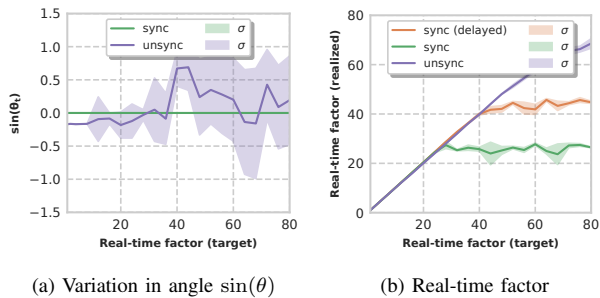 sync σ
unsync σ
1.5
1.0
0.5
0.0
−0.5
−1.0
−1.5
sin(θt)
20 40 60 80
Real-time factor (target)
(a) Variation in angle sin(θ)
sync (delayed) σ
sync σ
unsync σ
80
60
40
20
0
Real-time factor (realized)
20 40 60 80
Real-time factor (target)
(b) Real-time factor